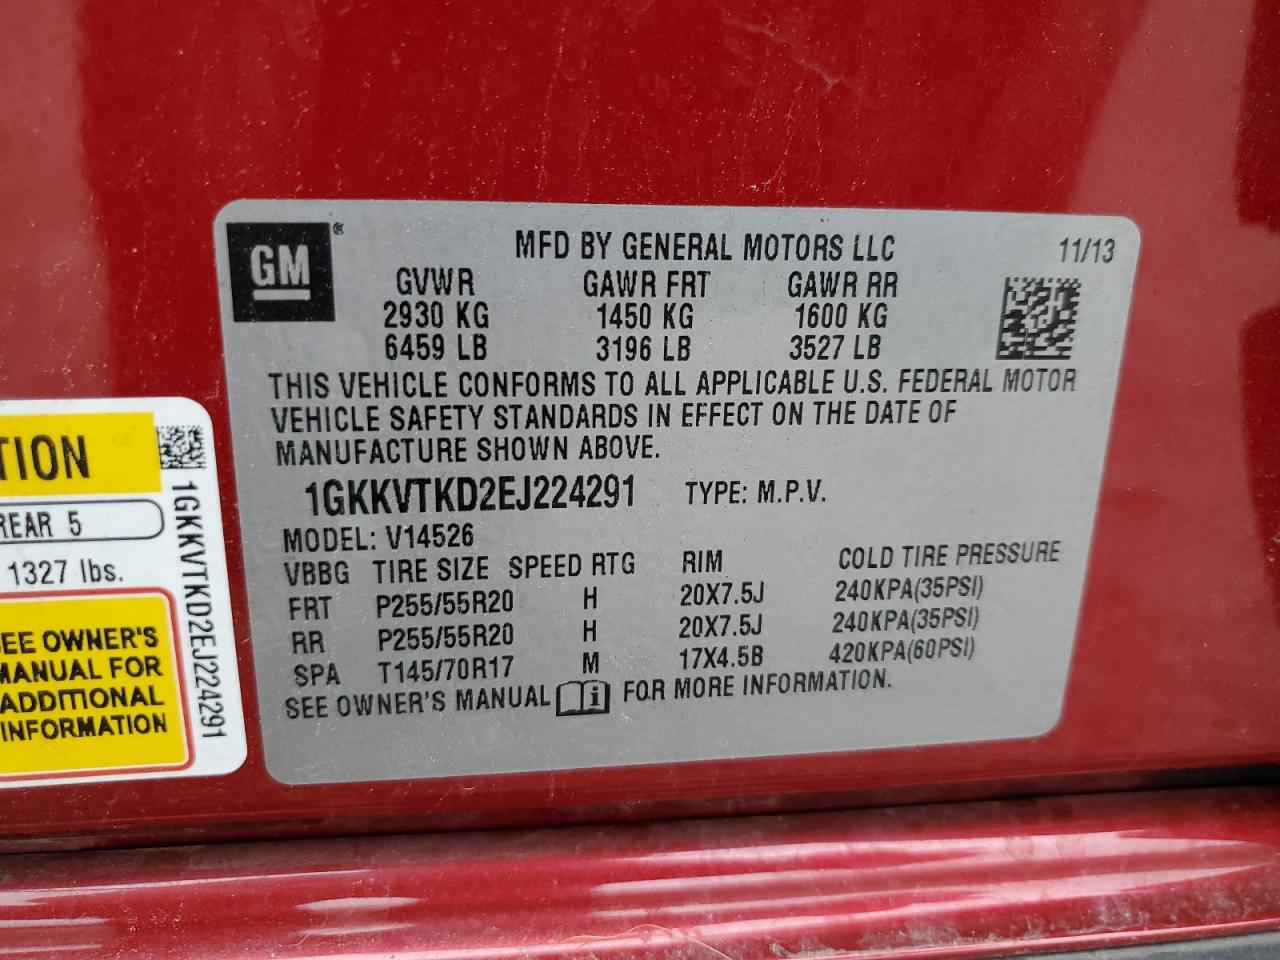 GM ®
MFD BY GENERAL MOTORS LLC 11/13
GVWR GAWR FRT GAWR RR
2930 KG 1450 KG 1600 KG
6459 LB 3196 LB 3527 LB
THIS VEHICLE CONFORMS TO ALL APPLICABLE U.S. FEDERAL MOTOR
VEHICLE SAFETY STANDARDS IN EFFECT ON THE DATE OF
MANUFACTURE SHOWN ABOVE.
1GKKVTKD2EJ224291 TYPE: M.P.V.
MODEL: V14526
VBBG TIRE SIZE SPEED RTG RIM COLD TIRE PRESSURE
FRT P255/55R20 H 20X7.5J 240KPA(35PSI)
RR P255/55R20 H 20X7.5J 240KPA(35PSI)
SPA T145/70R17 M 17X4.5B 420KPA(60PSI)
SEE OWNER'S MANUAL i FOR MORE INFORMATION.
TION
REAR 5
1327 lbs.
SEE OWNER'S
MANUAL FOR
ADDITIONAL
INFORMATION
1GKKVTKD2EJ224291